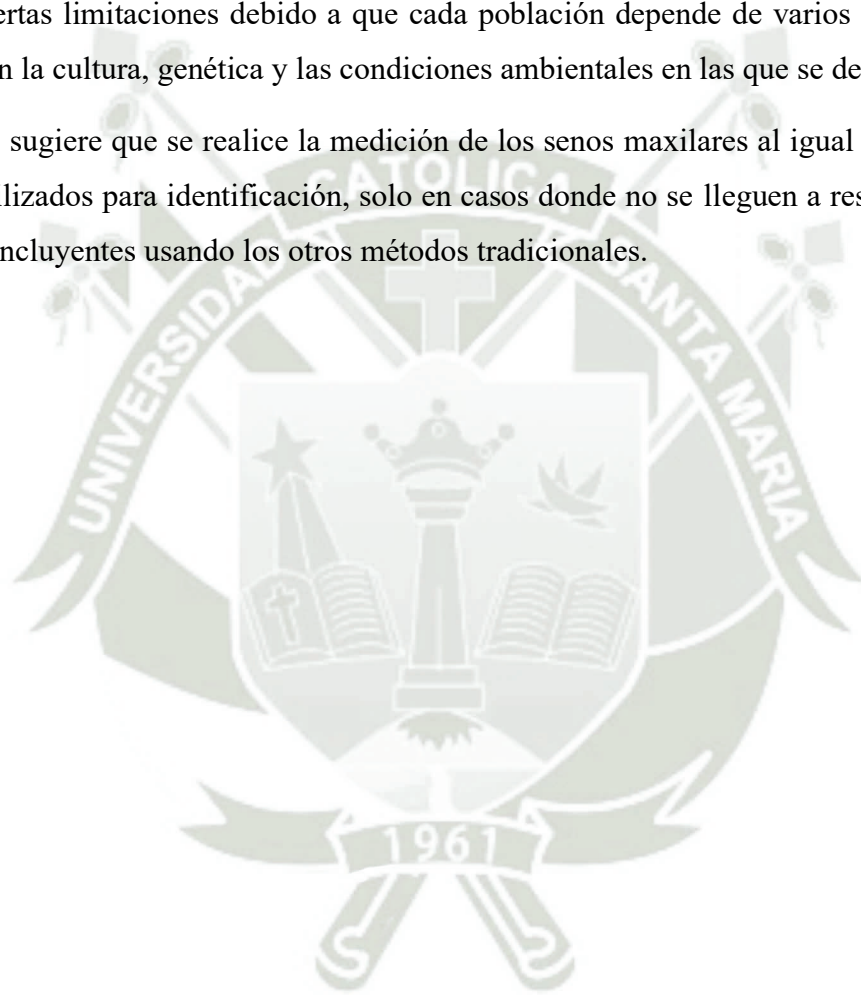 ertas limitaciones debido a que cada población depende de varios
n la cultura, genética y las condiciones ambientales en las que se de
sugiere que se realice la medición de los senos maxilares al igual
ilizados para identificación, solo en casos donde no se lleguen a res
ncluyentes usando los otros métodos tradicionales.
UNIVERSIDAD CATOLICA SANTA MARIA
1961